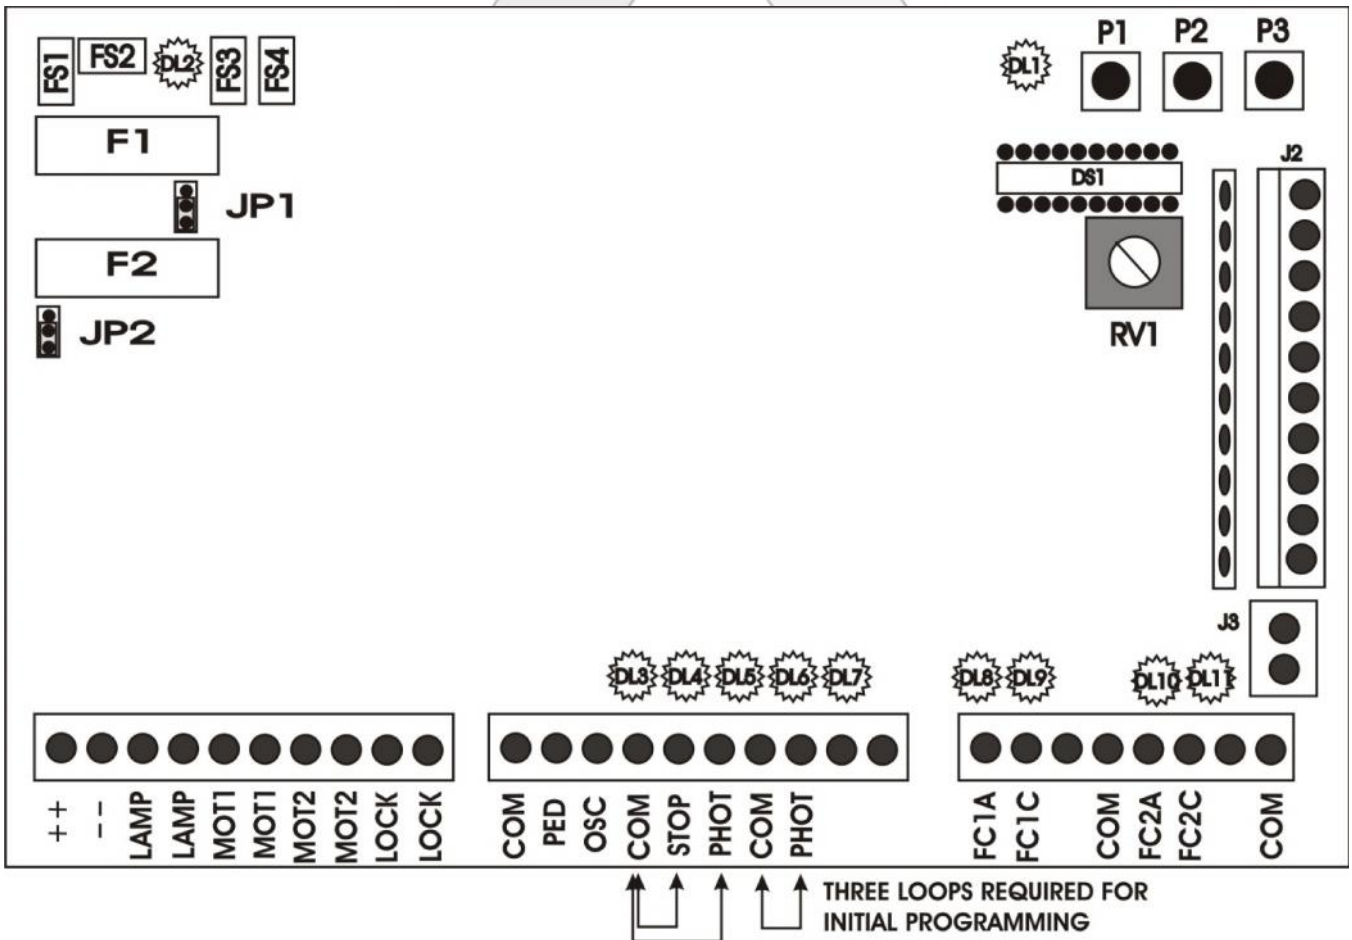 P1 P2 P3
FS1 FS2 DL2 FS3 FS4 DL1
F1
J2
DS1
JP1
F2
JP2
RV1
J3
DL3 DL4 DL5 DL6 DL7 DL8 DL9 DL10 DL11
++ -- LAMP LAMP MOT1 MOT1 MOT2 MOT2 LOCK LOCK COM PED OSC COM STOP PHOT COM PHOT FC1A FC1C COM FC2A FC2C COM
THREE LOOPS REQUIRED FOR
INITIAL PROGRAMMING